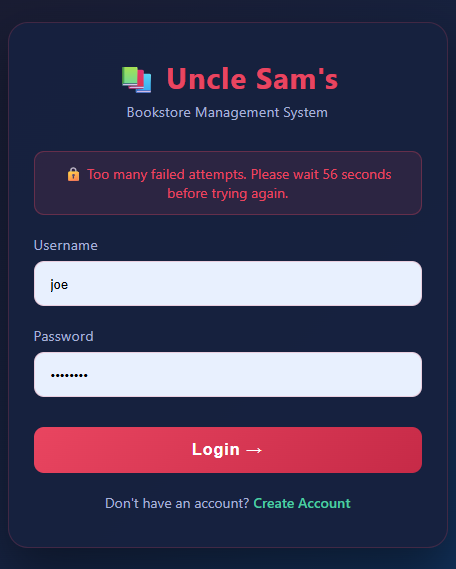 Uncle Sam's
Bookstore Management System
🔒 Too many failed attempts. Please wait 56 seconds
before trying again.
Username
joe
Password
••••••••
Login →
Don't have an account? Create Account